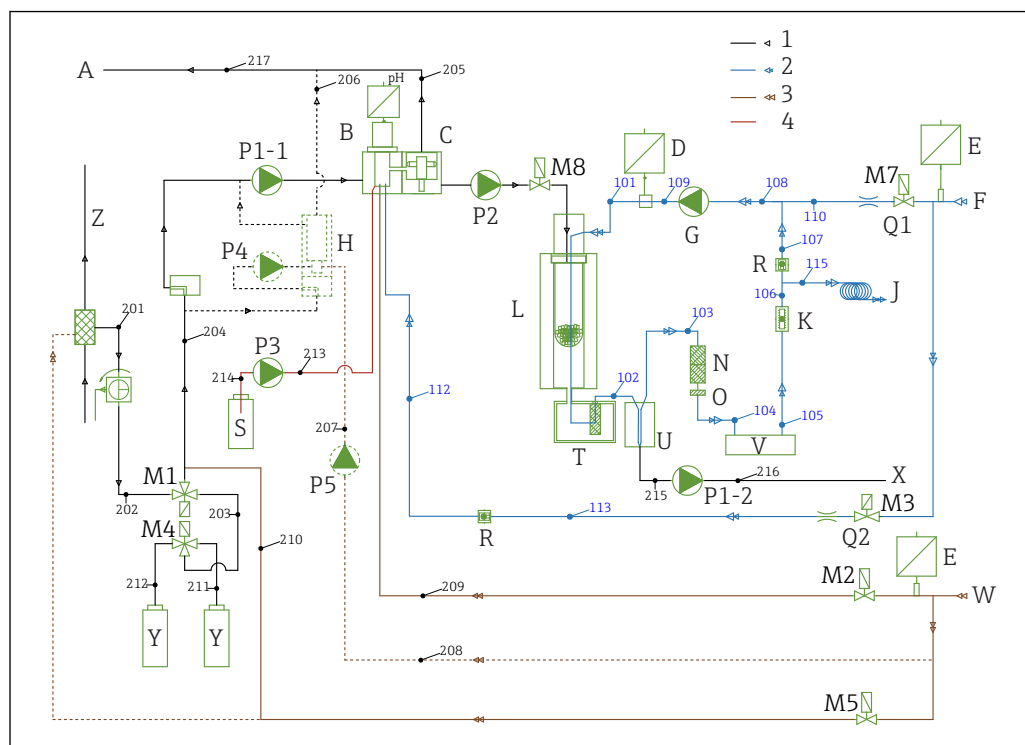 1
2
3
4
A
217
206
205
pH
B
C
D
E
P1-1
P2
M8
101
109
108
110
M7
F
G
Q1
Z
H
P4
107
R
115
106
J
K
L
201
204
P3
213
214
S
112
103
N
O
102
104
105
207
P5
T
U
V
M1
202
203
M4
210
215
P1-2
216
X
R
113
Q2
M3
E
212
211
209
M2
W
Y
Y
208
M5